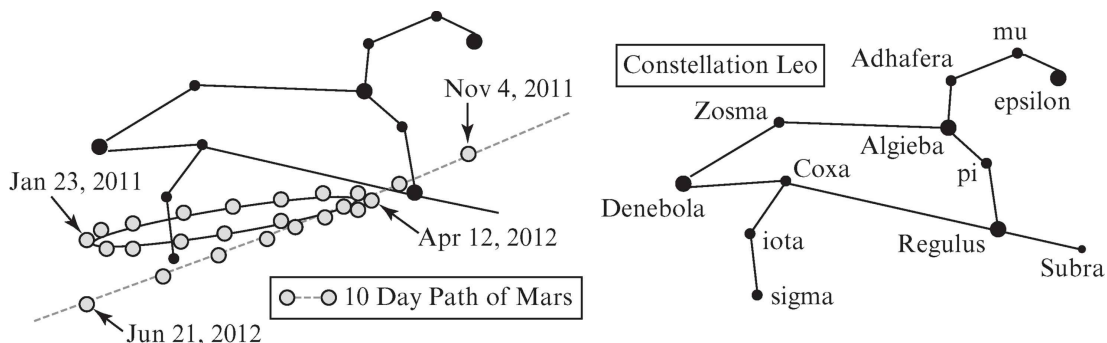 Nov 4, 2011
Jan 23, 2011
Apr 12, 2012
10 Day Path of Mars
Jun 21, 2012
Constellation Leo
mu
Adhafera
epsilon
Zosma
Algieba
pi
Coxa
Denebola
iota
Regulus
Subra
sigma